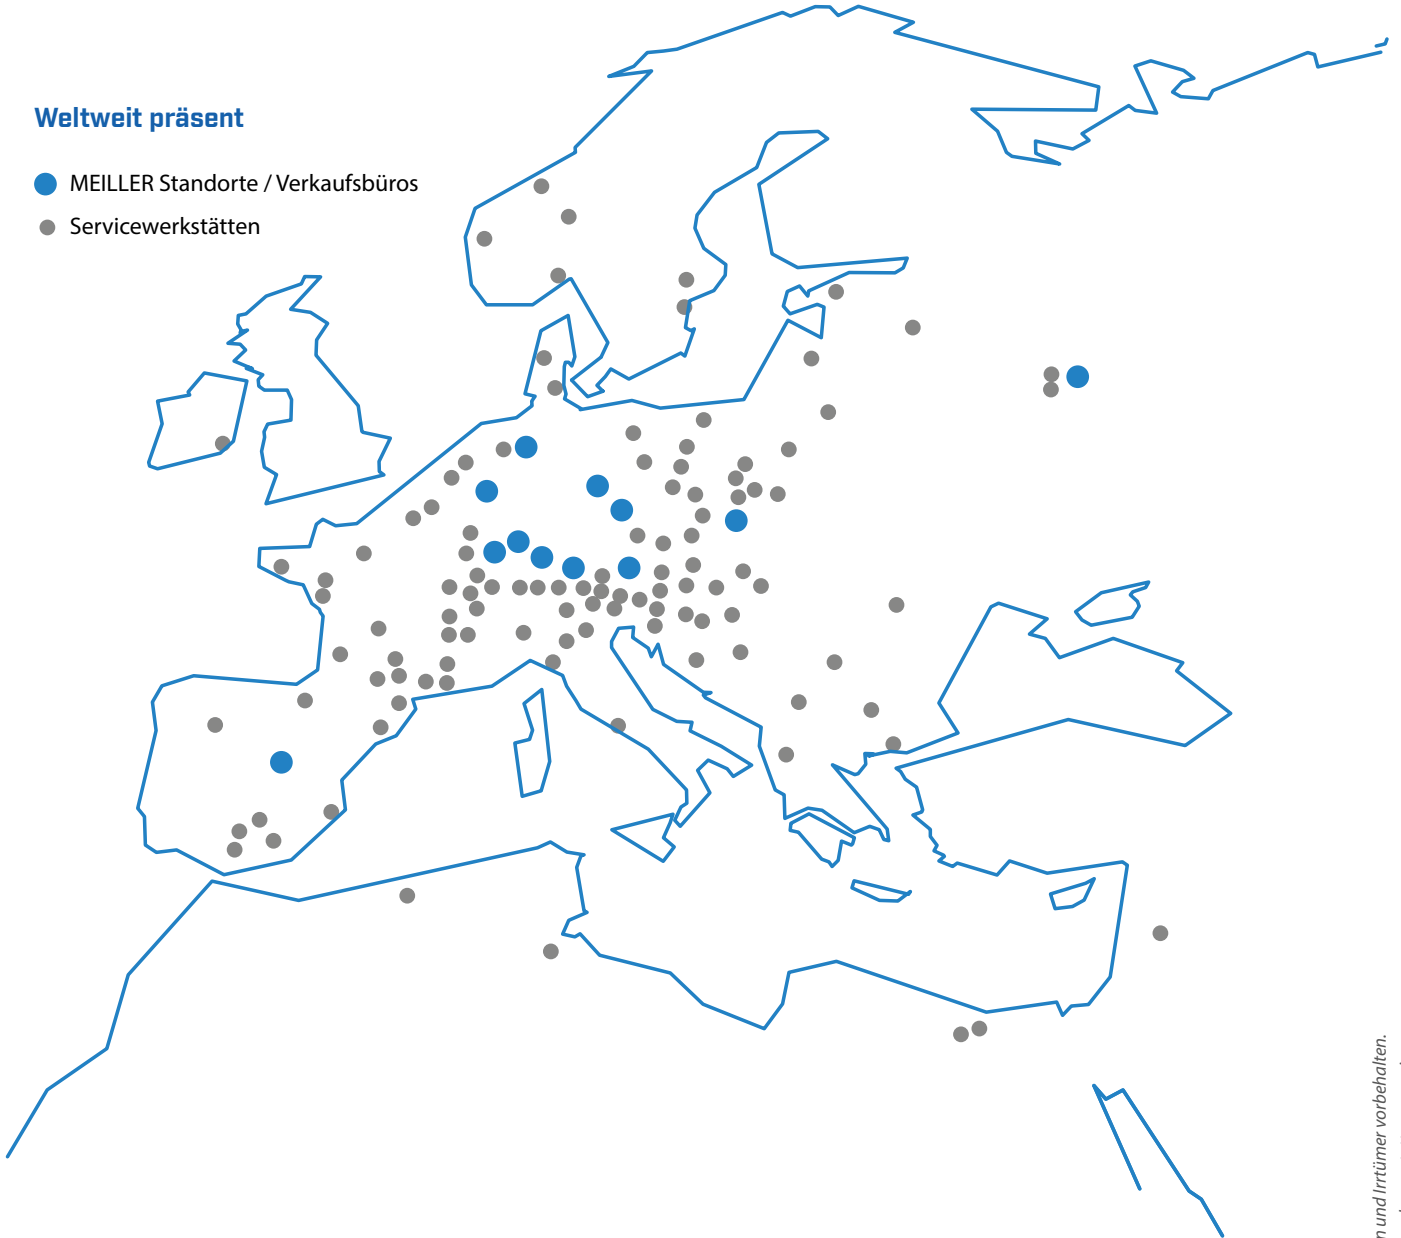 Weltweit präsent
MEILLER Standorte / Verkaufsbüros
Servicewerkstätten
und Irrtümer vorbehalten.